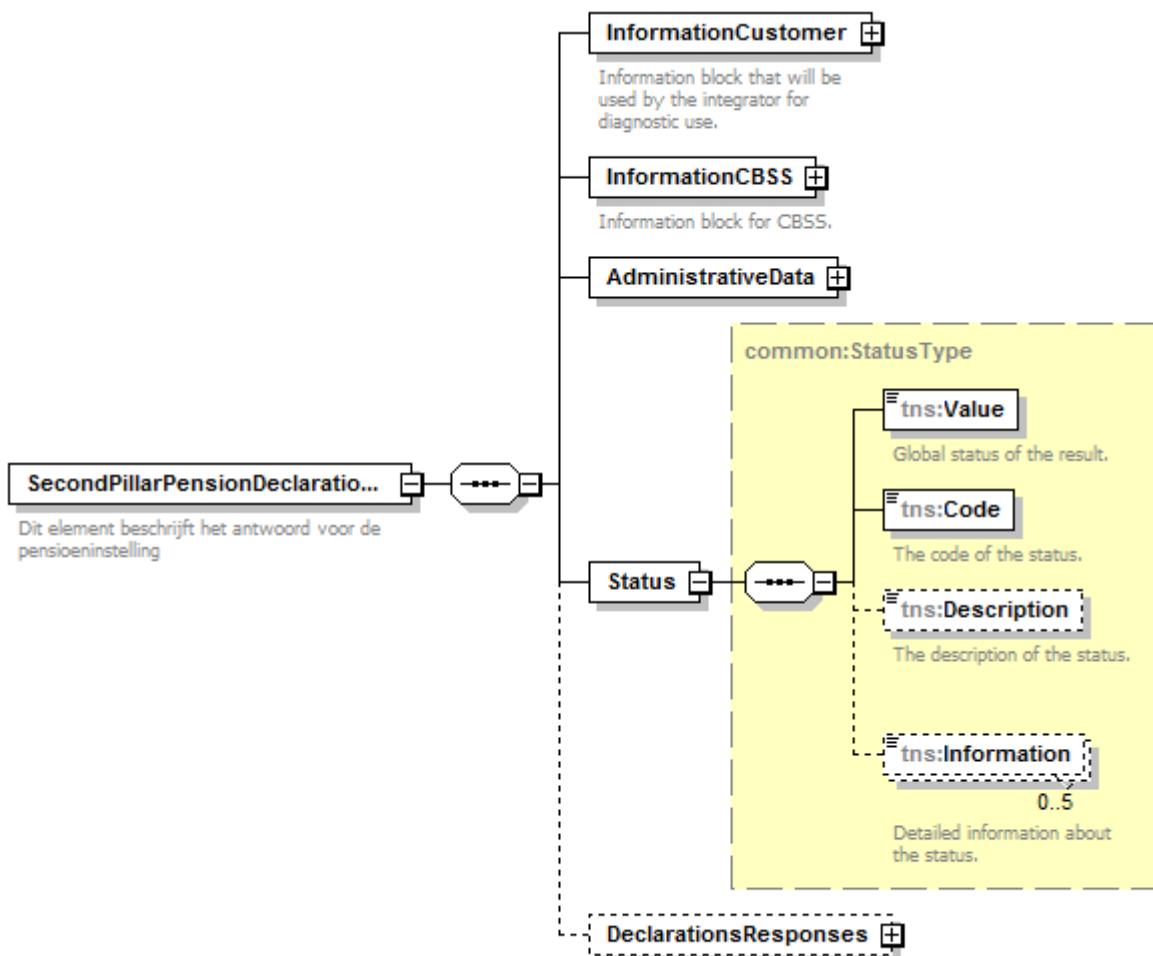 InformationCustomer
Information block that will be
used by the integrator for
diagnostic use.
InformationCBSS
Information block for CBSS.
AdministrativeData
common:StatusType
tns:Value
Global status of the result.
SecondPillarPensionDeclaratio...
Dit element beschrijft het antwoord voor de
pensioeninstelling
tns:Code
The code of the status.
Status
tns:Description
The description of the status.
tns:Information
0..5
Detailed information about
the status.
DeclarationsResponses